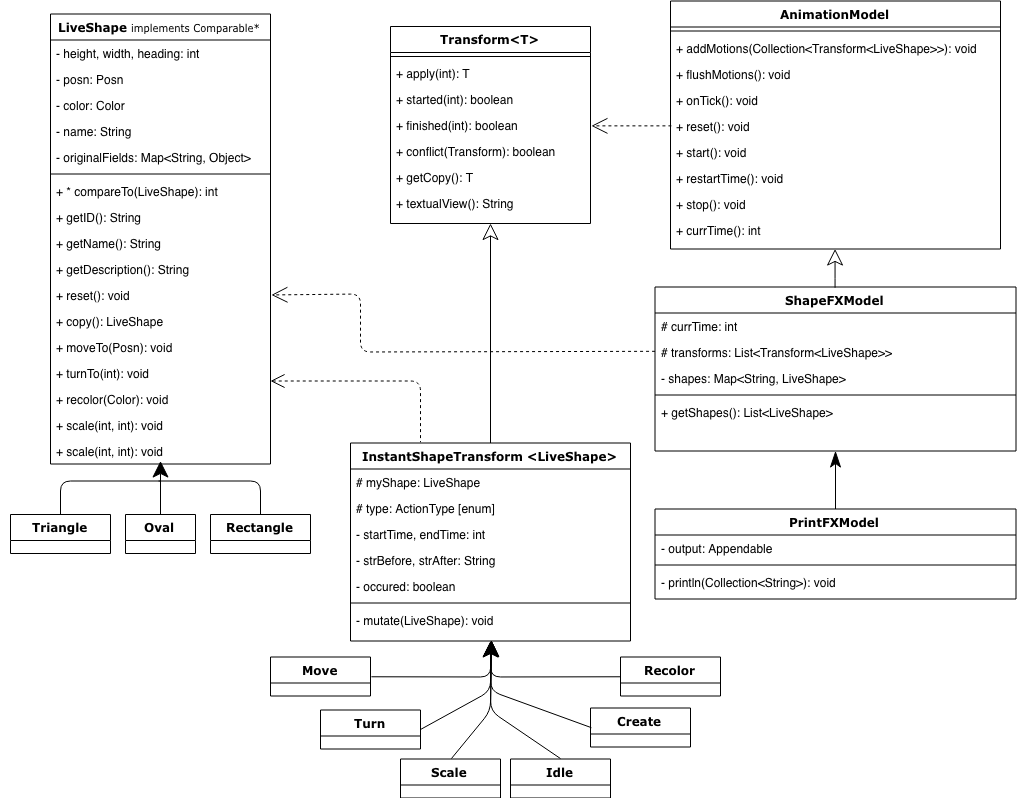 LiveShape implements Comparable*
- height, width, heading: int
- posn: Posn
- color: Color
- name: String
- originalFields: Map<String, Object>
+ * compareTo(LiveShape): int
+ getID(): String
+ getName(): String
+ getDescription(): String
+ reset(): void
+ copy(): LiveShape
+ moveTo(Posn): void
+ turnTo(int): void
+ recolor(Color): void
+ scale(int, int): void
+ scale(int, int): void
Triangle
Oval
Rectangle
Transform<T>
+ apply(int): T
+ started(int): boolean
+ finished(int): boolean
+ conflict(Transform): boolean
+ getCopy(): T
+ textualView(): String
AnimationModel
+ addMotions(Collection<Transform<LiveShape>>): void
+ flushMotions(): void
+ onTick(): void
+ reset(): void
+ start(): void
+ restartTime(): void
+ stop(): void
+ currTime(): int
ShapeFXModel
# currTime: int
# transforms: List<Transform<LiveShape>>
- shapes: Map<String, LiveShape>
+ getShapes(): List<LiveShape>
InstantShapeTransform <LiveShape>
# myShape: LiveShape
# type: ActionType [enum]
- startTime, endTime: int
- strBefore, strAfter: String
- occured: boolean
- mutate(LiveShape): void
PrintFXModel
- output: Appendable
- println(Collection<String>): void
Move
Recolor
Turn
Create
Scale
Idle